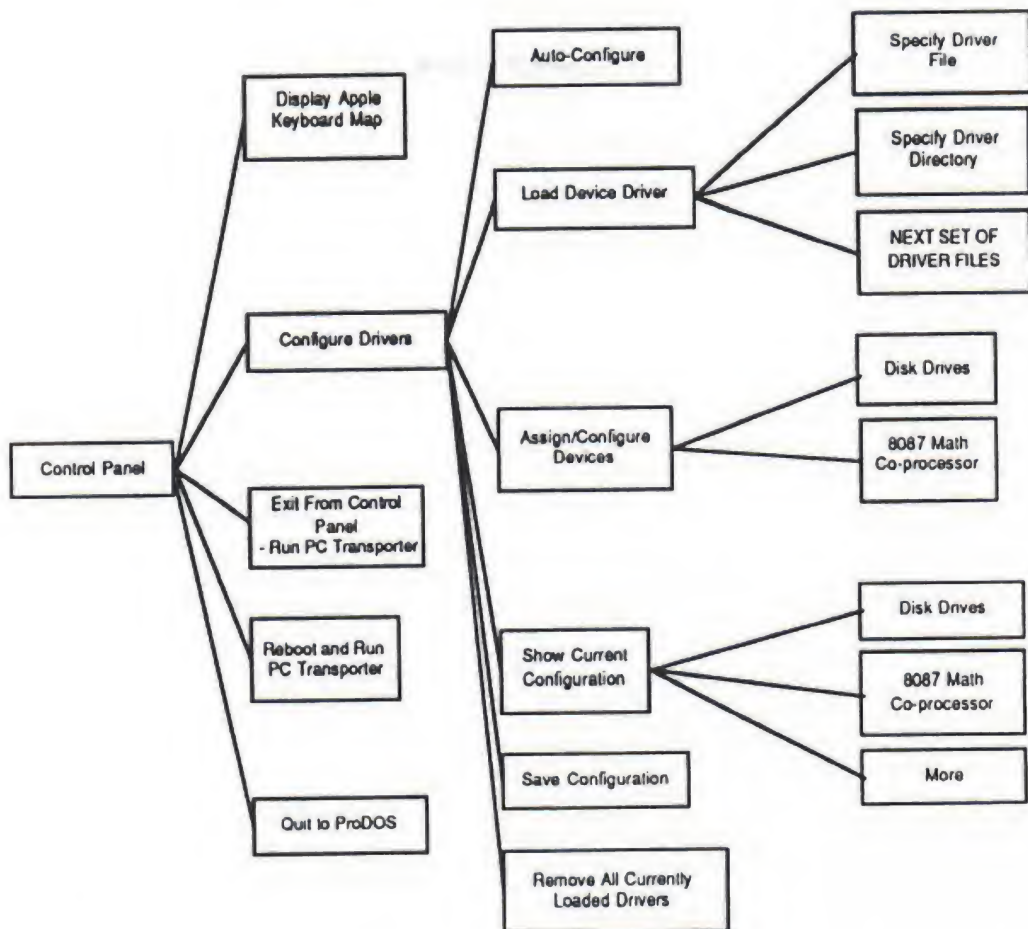 Control Panel
Display Apple
Keyboard Map
Configure Drivers
Exit From Control
Panel
- Run PC Transporter
Reboot and Run
PC Transporter
Quit to ProDOS
Auto-Configure
Load Device Driver
Assign/Configure
Devices
Show Current
Configuration
Save Configuration
Remove All Currently
Loaded Drivers
Specify Driver
File
Specify Driver
Directory
NEXT SET OF
DRIVER FILES
Disk Drives
8087 Math
Co-processor
Disk Drives
8087 Math
Co-processor
More